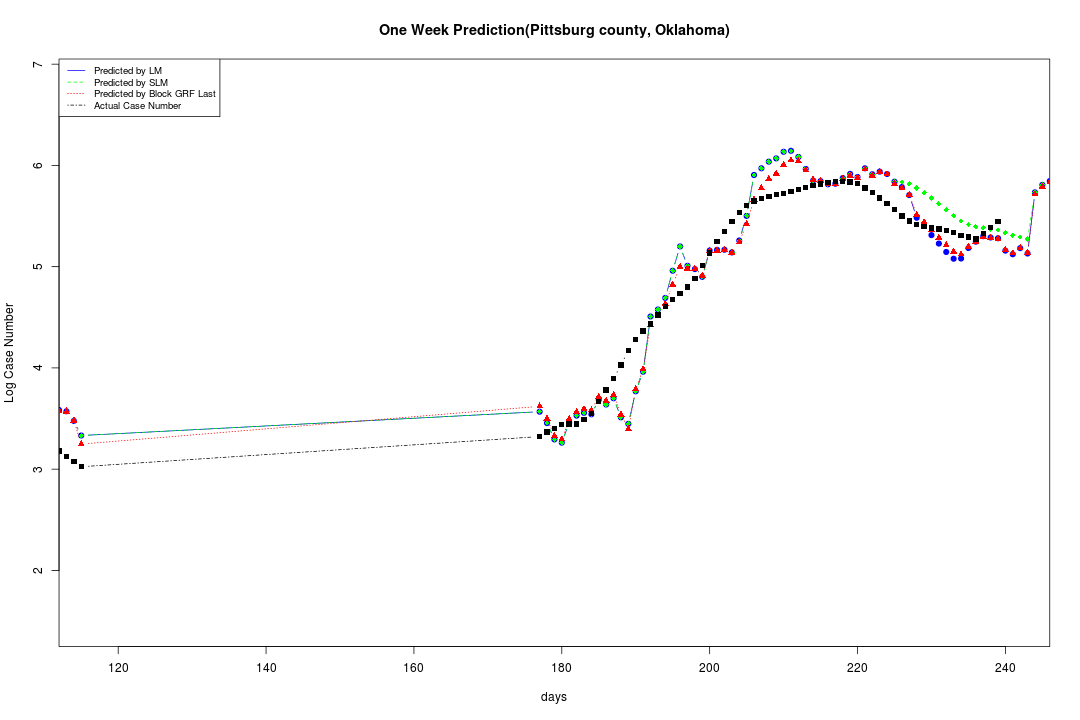 One Week Prediction(Pittsburg county, Oklahoma)
Predicted by LM
Predicted by SLM
Predicted by Block GRF Last
Actual Case Number
7
6
5
4
3
2
Log Case Number
120 140 160 180 200 220 240
days